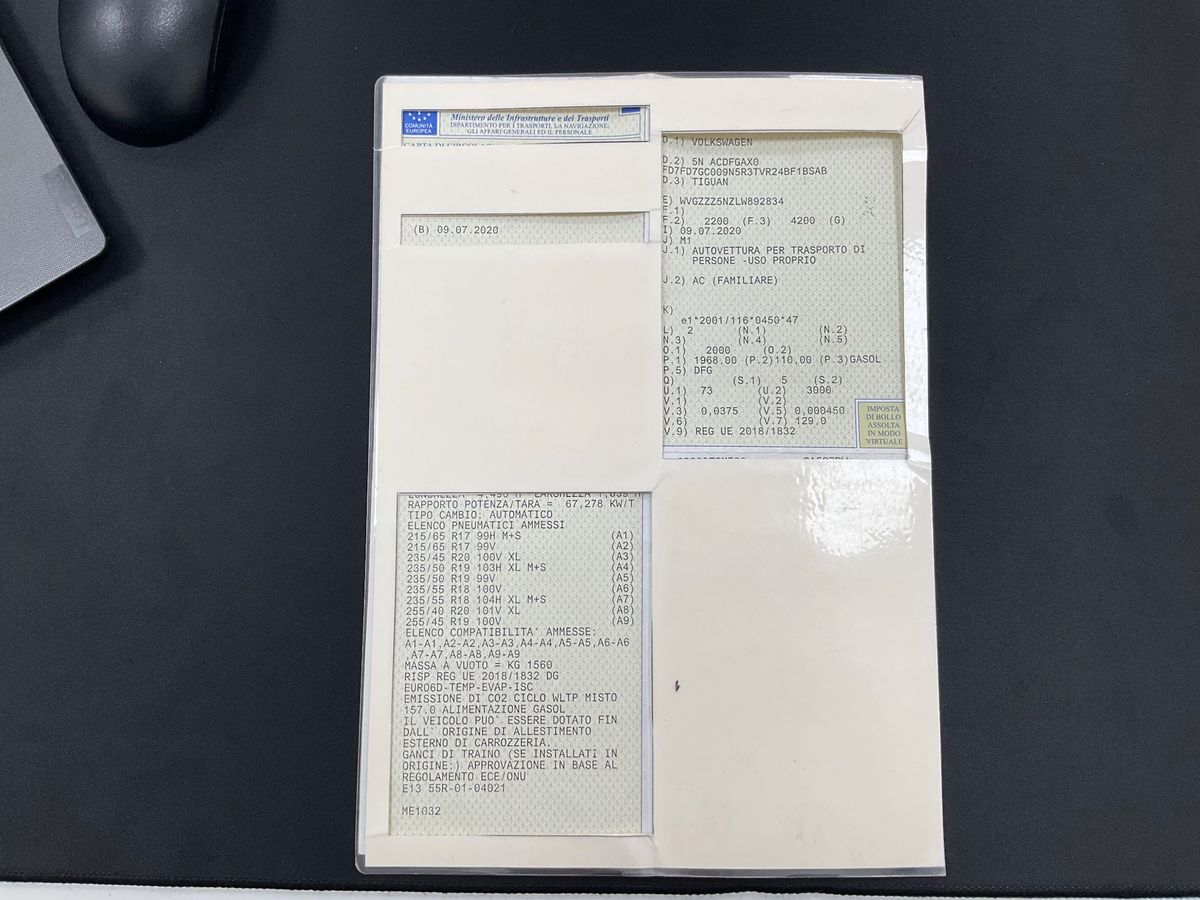 COMUNITÀ
EUROPEA
Ministero delle Infrastrutture e dei Trasporti
DIPARTIMENTO PER I TRASPORTI, LA NAVIGAZIONE,
GLI AFFARI GENERALI ED IL PERSONALE
(B) 09.07.2020
D.1) VOLKSWAGEN
D.2) 5N ACDFGAX0
FD7FD7GC009N5R3TVR24BF1BSAB
D.3) TIGUAN
E) WVGZZZ5NZLW892834
F.1)
F.2) 2200 (F.3) 4200 (G)
I) 09.07.2020
J) M1
J.1) AUTOVETTURA PER TRASPORTO DI
PERSONE -USO PROPRIO
J.2) AC (FAMILIARE)
K)
e1*2001/116*0450*47
L) 2 (N.1) (N.2)
N.3) (N.4) (N.5)
O.1) 2000 (O.2)
P.1) 1968,00 (P.2)110,00 (P.3)GASOL
P.5) DFG
Q) (S.1) 5 (S.2)
U.1) 73 (U.2) 3000
V.1) (V.2)
V.3) 0,0375 (V.5) 0,000450
V.6) (V.7) 129,0
V.9) REG UE 2018/1832
IMPOSTA
DI BOLLO
ASSOLTA
IN MODO
VIRTUALE
RAPPORTO POTENZA/TARA = 67,278 KW/T
TIPO CAMBIO: AUTOMATICO
ELENCO PNEUMATICI AMMESSI
215/65 R17 99H M+S (A1)
215/65 R17 99V (A2)
235/45 R20 100V XL (A3)
235/50 R19 103H XL M+S (A4)
235/50 R19 99V (A5)
235/55 R18 100V (A6)
235/55 R18 104H XL M+S (A7)
255/40 R20 101V XL (A8)
255/45 R19 100V (A9)
ELENCO COMPATIBILITA' AMMESSE:
A1-A1,A2-A2,A3-A3,A4-A4,A5-A5,A6-A6
,A7-A7,A8-A8,A9-A9
MASSA A VUOTO = KG 1560
RISP REG UE 2018/1832 DG
EURO6D-TEMP-EVAP-ISC
EMISSIONE DI CO2 CICLO WLTP MISTO
157.0 ALIMENTAZIONE GASOL
IL VEICOLO PUO' ESSERE DOTATO FIN
DALL' ORIGINE DI ALLESTIMENTO
ESTERNO DI CARROZZERIA.
GANCI DI TRAINO (SE INSTALLATI IN
ORIGINE:) APPROVAZIONE IN BASE AL
REGOLAMENTO ECE/ONU
E13 55R-01-04021
ME1032